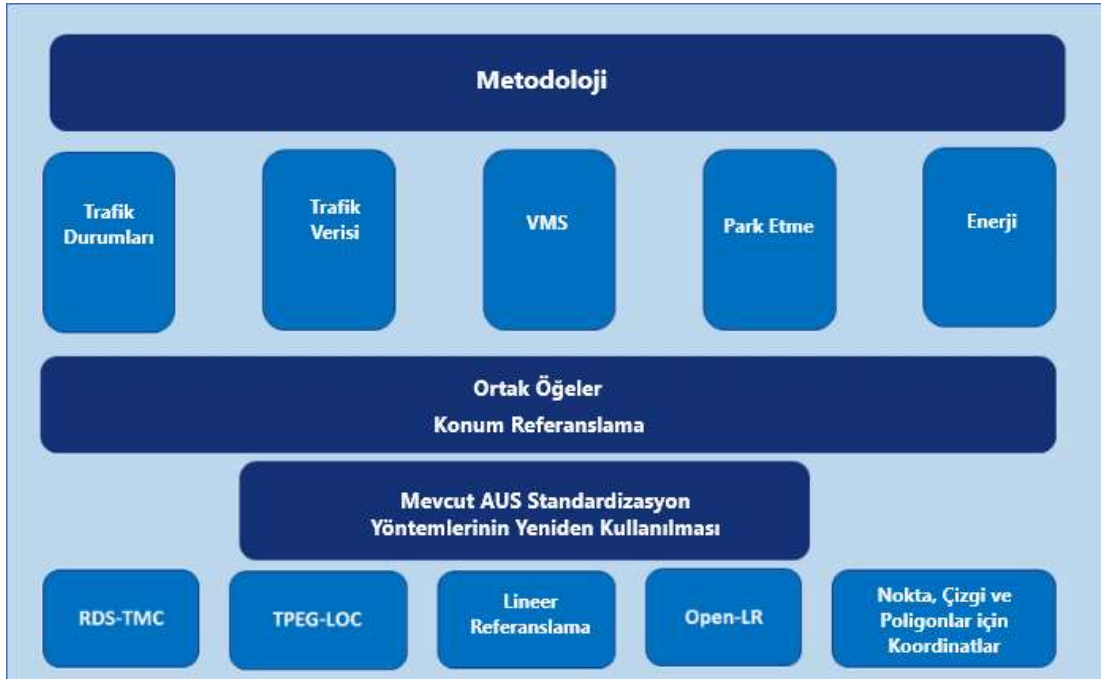 Metodoloji
Trafik
Durumları
Trafik
Verisi
VMS
Park Etme
Enerji
Ortak Öğeler
Konum Referanslama
Mevcut AUS Standardizasyon
Yöntemlerinin Yeniden Kullanılması
RDS-TMC
TPEG-LOC
Lineer
Referanslama
Open-LR
Nokta, Çizgi ve
Poligonlar için
Koordinatlar